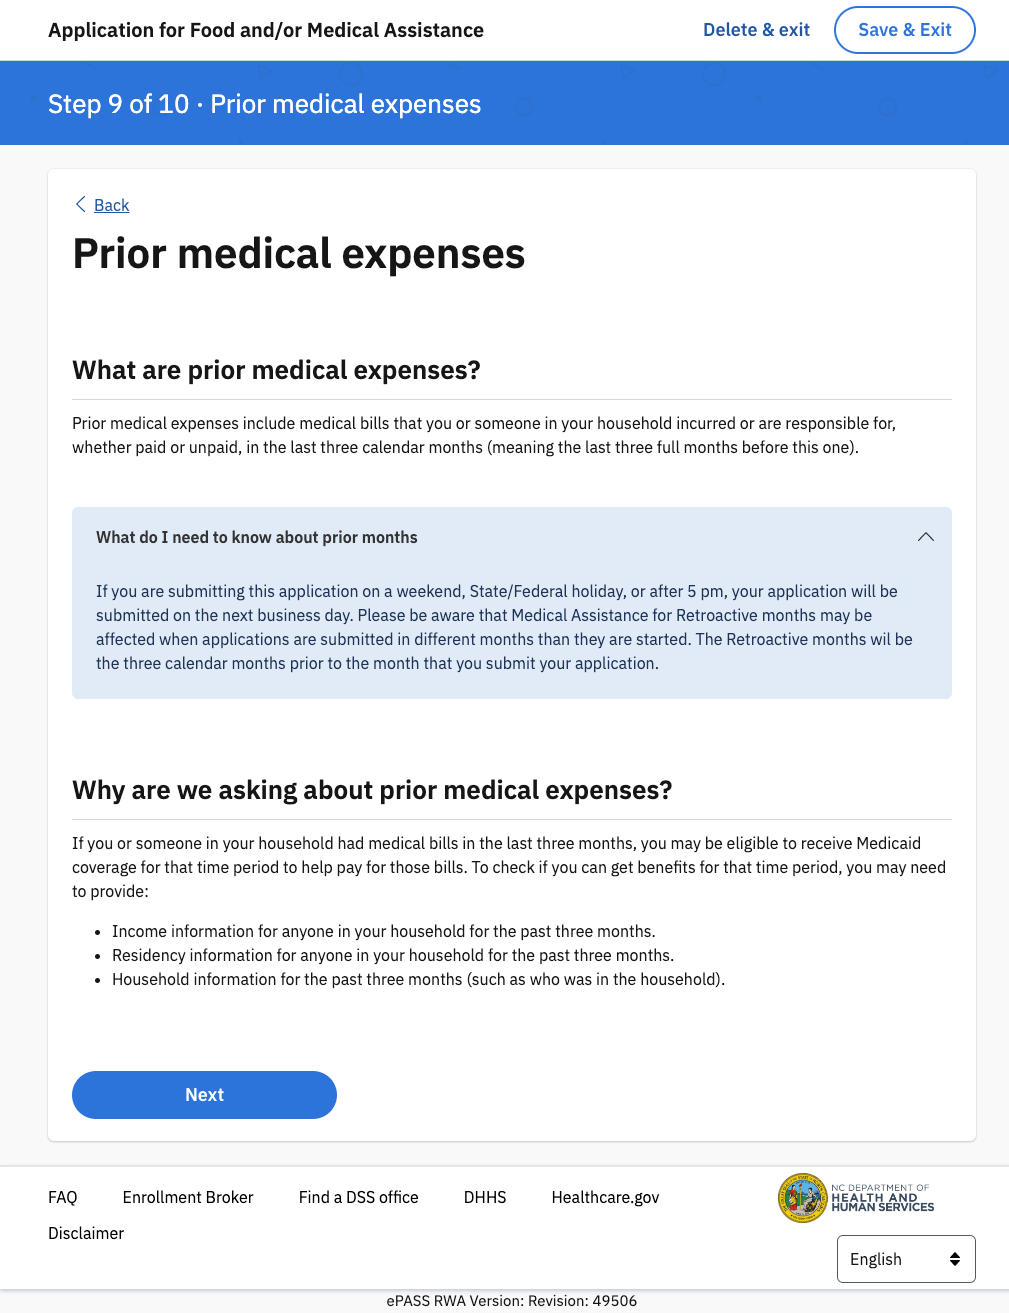 Application for Food and/or Medical Assistance
Delete & exit
Save & Exit
Step 9 of 10 · Prior medical expenses
Back
Prior medical expenses
What are prior medical expenses?
Prior medical expenses include medical bills that you or someone in your household incurred or are responsible for,
whether paid or unpaid, in the last three calendar months (meaning the last three full months before this one).
What do I need to know about prior months
If you are submitting this application on a weekend, State/Federal holiday, or after 5 pm, your application will be
submitted on the next business day. Please be aware that Medical Assistance for Retroactive months may be
affected when applications are submitted in different months than they are started. The Retroactive months wil be
the three calendar months prior to the month that you submit your application.
Why are we asking about prior medical expenses?
If you or someone in your household had medical bills in the last three months, you may be eligible to receive Medicaid
coverage for that time period to help pay for those bills. To check if you can get benefits for that time period, you may need
to provide:
• Income information for anyone in your household for the past three months.
• Residency information for anyone in your household for the past three months.
• Household information for the past three months (such as who was in the household).
Next
FAQ
Enrollment Broker
Find a DSS office
DHHS
Healthcare.gov
Disclaimer
NC DEPARTMENT OF
HEALTH AND
HUMAN SERVICES
English
ePASS RWA Version: Revision: 49506